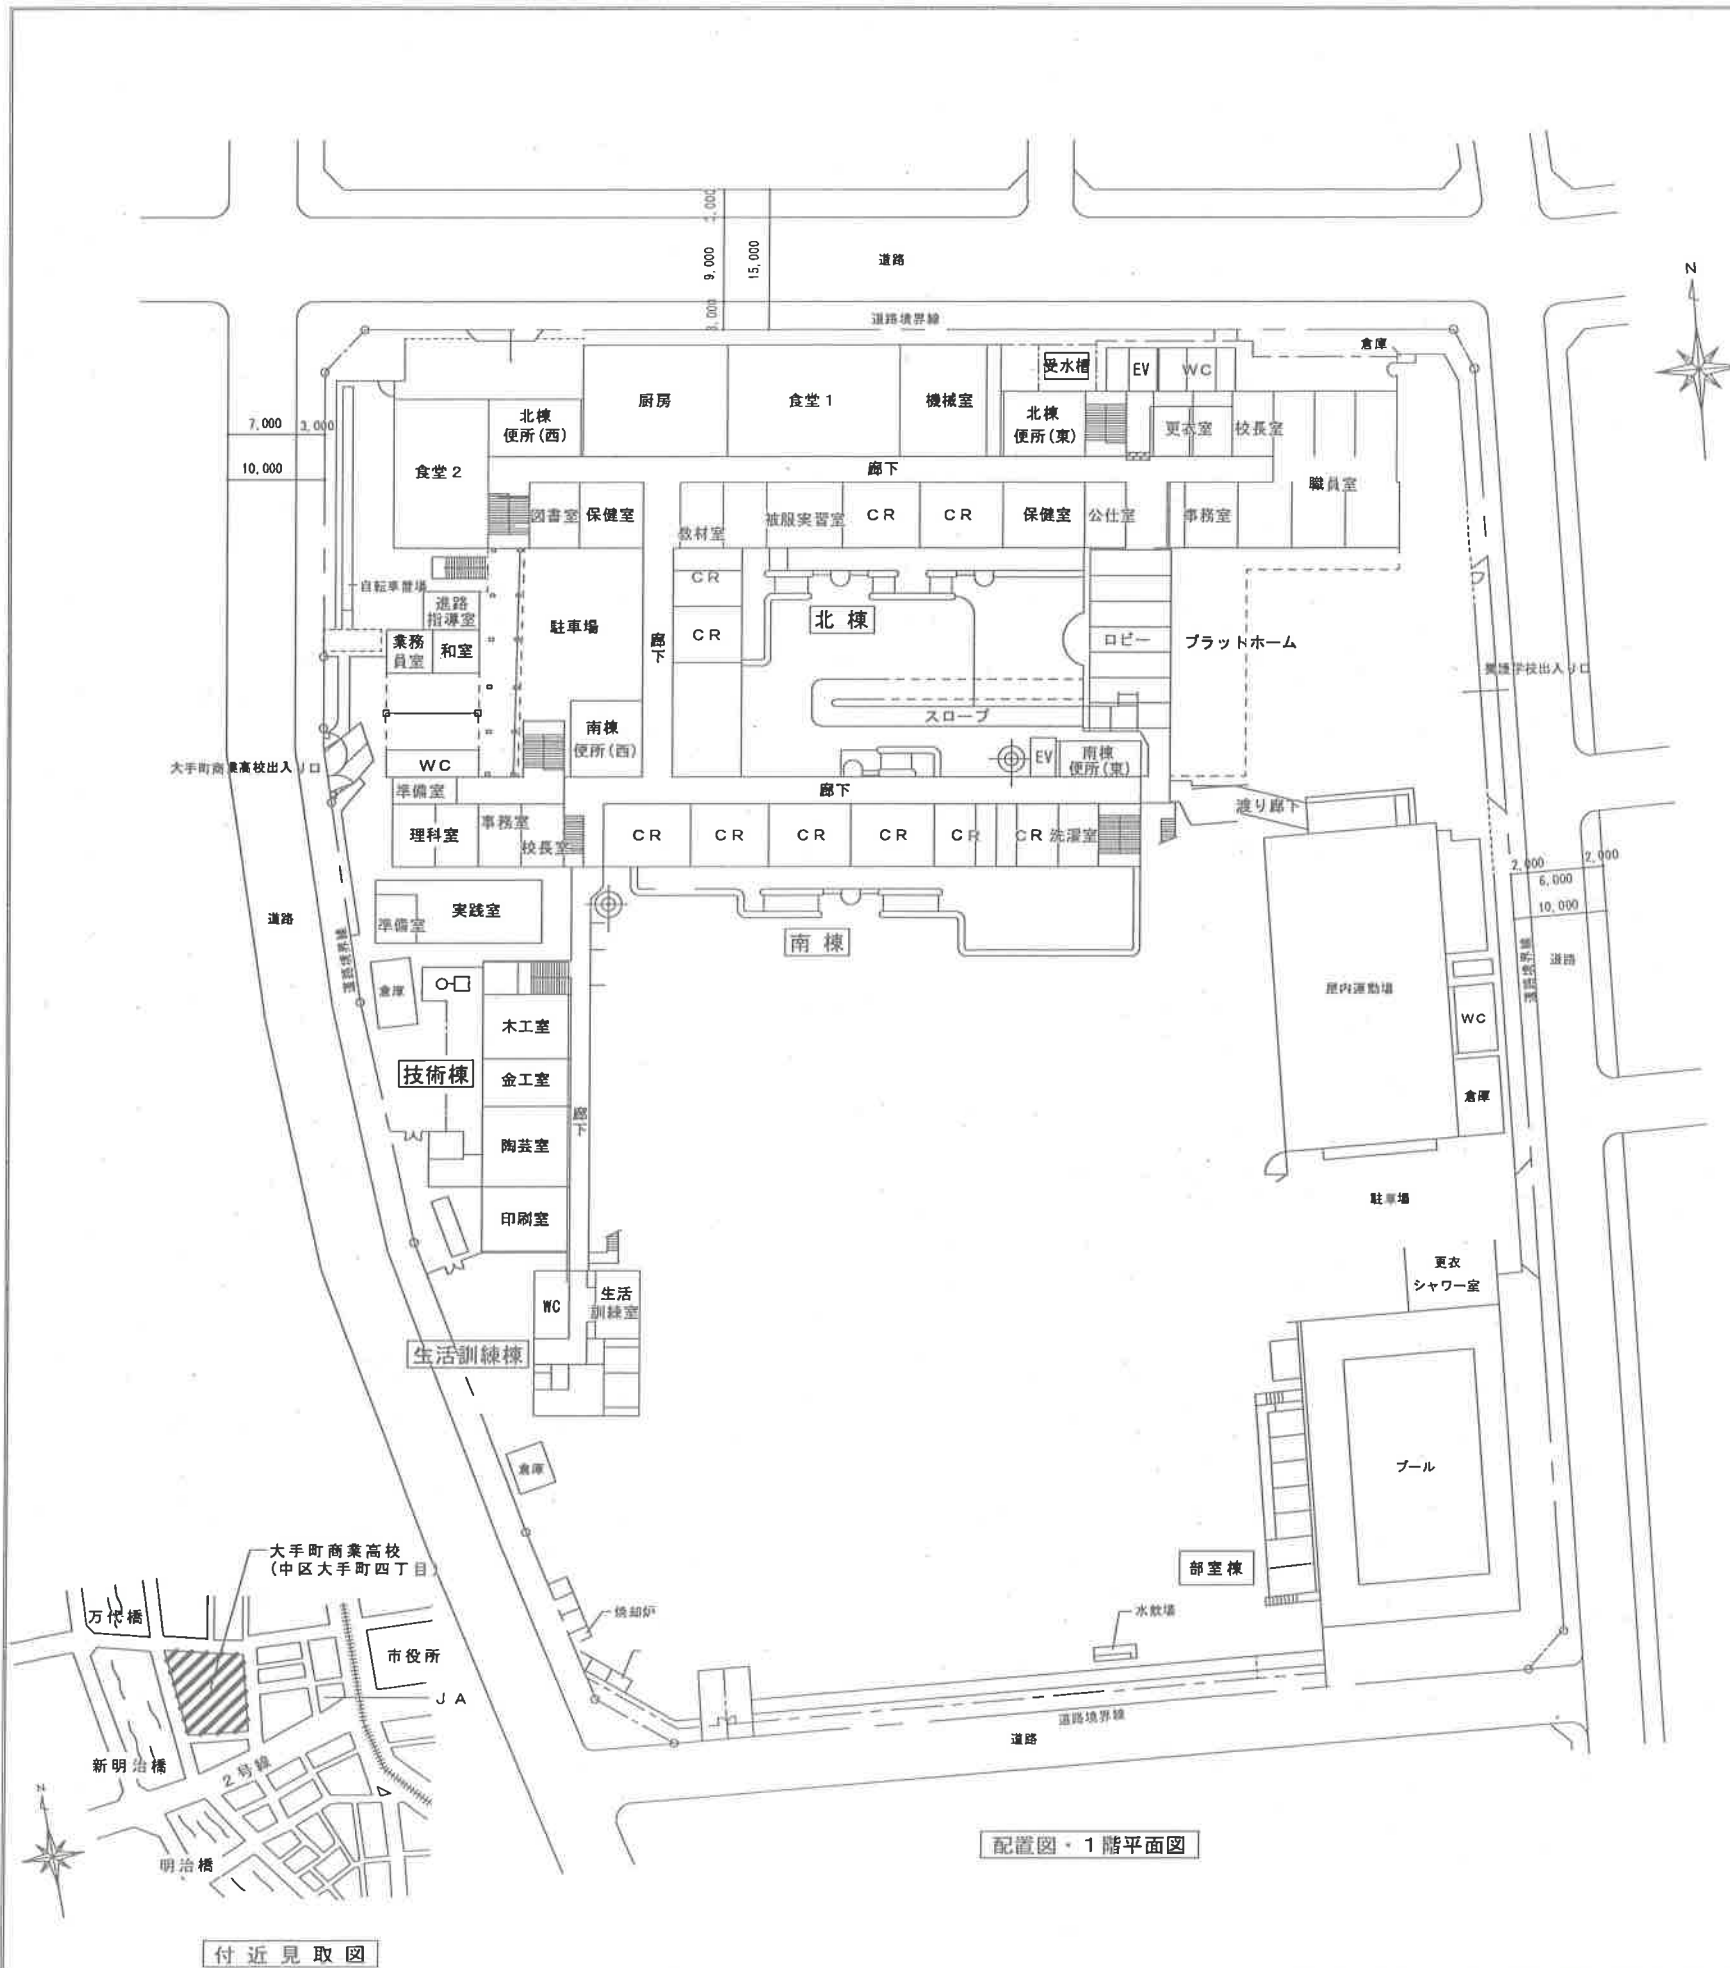 3,000
9,000
15,000
3,000
道路
N
道路境界線
倉庫
受水槽
EV
WC
7,000
3,000
10,000
厨房
食堂1
機械室
北棟
便所(西)
北棟
便所(東)
更衣室
校長室
食堂2
廊下
職員室
図書室
保健室
教材室
被服実習室
CR
CR
保健室
公仕室
事務室
自転車置場
進路
指導室
CR
北棟
業務
員室
和室
駐車場
廊下
CR
ロビー
プラットホーム
養護学校出入り口
スロープ
南棟
便所(西)
EV
南棟
便所(東)
大手町商業高校出入り口
WC
準備室
廊下
渡り廊下
理科室
事務室
校長室
CR
CR
CR
CR
CR
CR
洗濯室
2,000
2,000
6,000
10,000
道路
準備室
実践室
南棟
道路境界線
倉庫
屋内運動場
道路境界線
道路
WC
木工室
技術棟
金工室
倉庫
廊下
陶芸室
印刷室
駐車場
更衣
シャワー室
WC
生活
訓練室
生活訓練棟
倉庫
プール
部室棟
大手町商業高校
(中区大手町四丁目)
焼却炉
水飲場
万代橋
市役所
JA
道路境界線
道路
新明治橋
2号線
N
明治橋
配置図・1階平面図
付近見取図